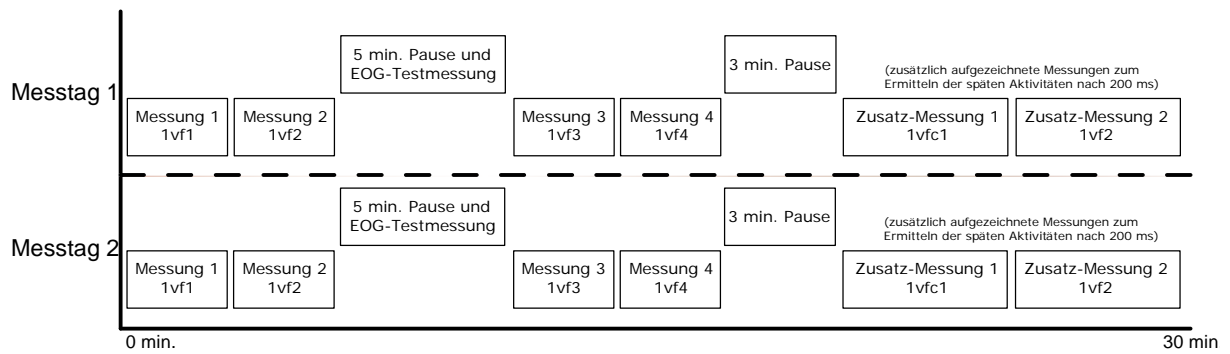 5 min. Pause und
EOG-Testmessung
3 min. Pause
(zusätzlich aufgezeichnete Messungen zum
Ermitteln der späten Aktivitäten nach 200 ms)
Messtag 1
Messung 1
1vf1
Messung 2
1vf2
Messung 3
1vf3
Messung 4
1vf4
Zusatz-Messung 1
1vfc1
Zusatz-Messung 2
1vf2
5 min. Pause und
EOG-Testmessung
3 min. Pause
(zusätzlich aufgezeichnete Messungen zum
Ermitteln der späten Aktivitäten nach 200 ms)
Messtag 2
Messung 1
1vf1
Messung 2
1vf2
Messung 3
1vf3
Messung 4
1vf4
Zusatz-Messung 1
1vfc1
Zusatz-Messung 2
1vf2
0 min.
30 min